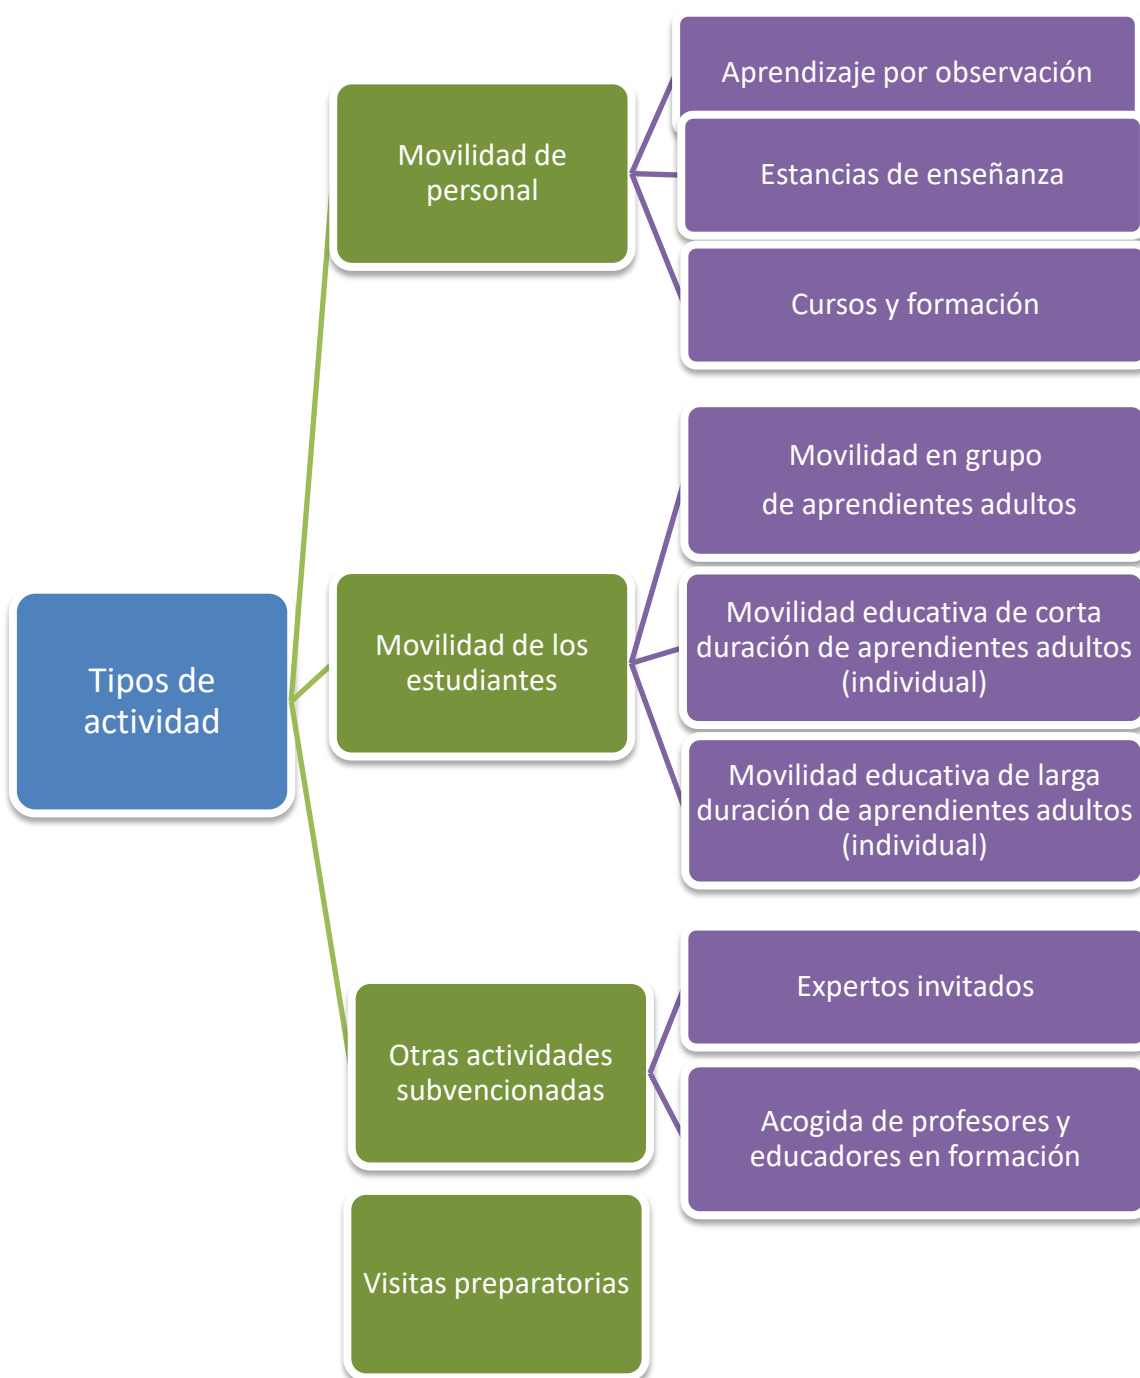 Tipos de
actividad
Movilidad de
personal
Aprendizaje por observación
Estancias de enseñanza
Cursos y formación
Movilidad de los
estudiantes
Movilidad en grupo
de aprendientes adultos
Movilidad educativa de corta
duración de aprendientes adultos
(individual)
Movilidad educativa de larga
duración de aprendientes adultos
(individual)
Otras actividades
subvencionadas
Expertos invitados
Acogida de profesores y
educadores en formación
Visitas preparatorias